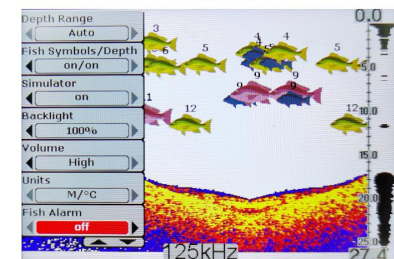 Depth Range
Auto
Fish Symbols/Depth
on/on
Simulator
on
Backlight
100%
Volume
High
Units
M/°C
Fish Alarm
off
0.0
3
4
4
6
5
5
5.0
9
9
9
11
12
12
10.0
15.0
20.0
25.0
125kHz
27.4